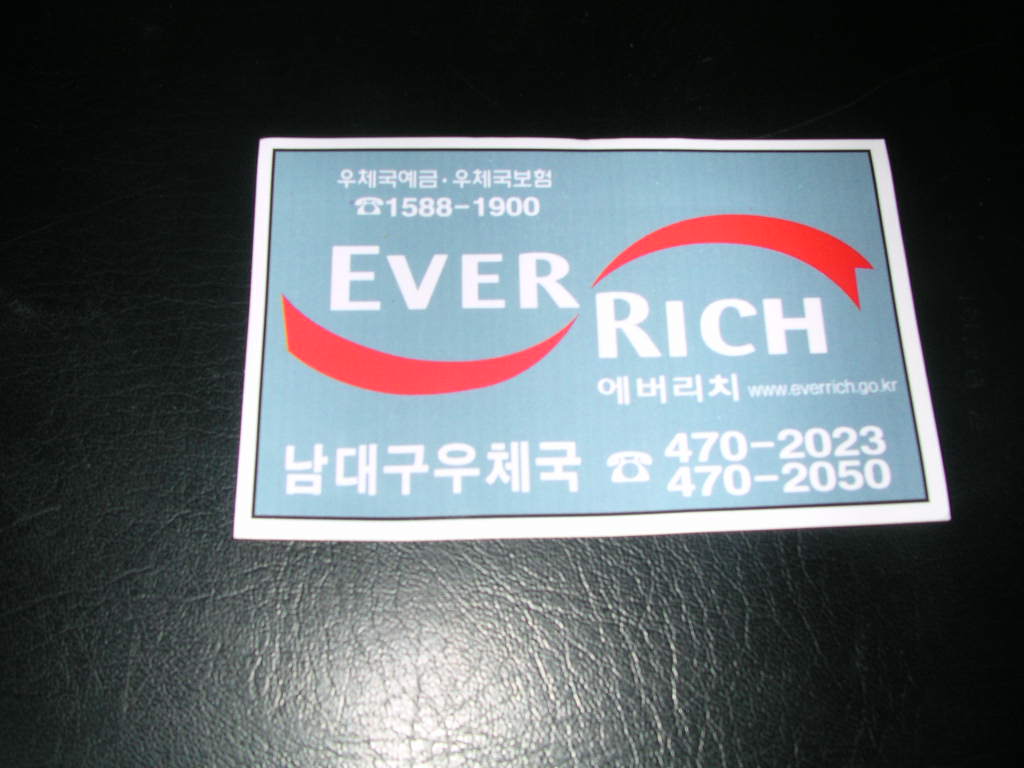 우체국예금·우체국보험
☎1588-1900
EVER
RICH
에버리치 www.everrich.go.kr
남대구우체국 ☎ 470-2023
470-2050